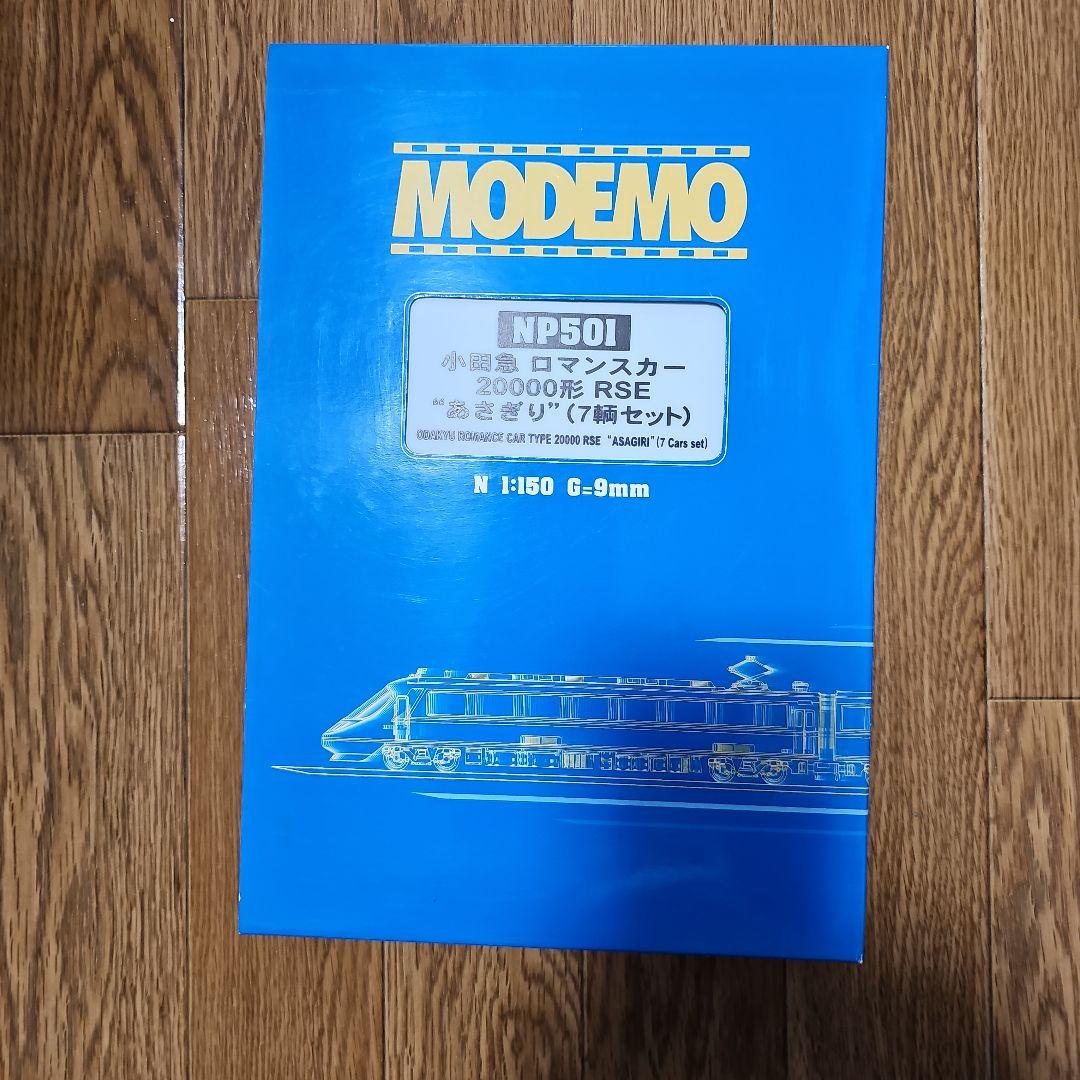 MODEMO
NP501
小田急 ロマンスカー
20000形 RSE
“あさぎり”(7輌セット)
ODAKYU ROMANCE CAR TYPE 20000 RSE “ASAGIRI”(7 Cars set)
N 1:150 G=9mm